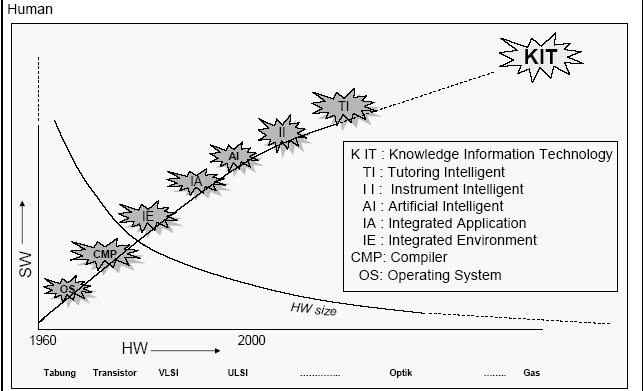 Human
KIT
TI
II
AI
IA
IE
CMP
OS
K IT : Knowledge Information Technology
TI : Tutoring Intelligent
I I : Instrument Intelligent
AI : Artificial Intelligent
IA : Integrated Application
IE : Integrated Environment
CMP: Compiler
OS: Operating System
SW
HW size
1960
HW
2000
Tabung Transistor VLSI ULSI .............. Optik ........ Gas